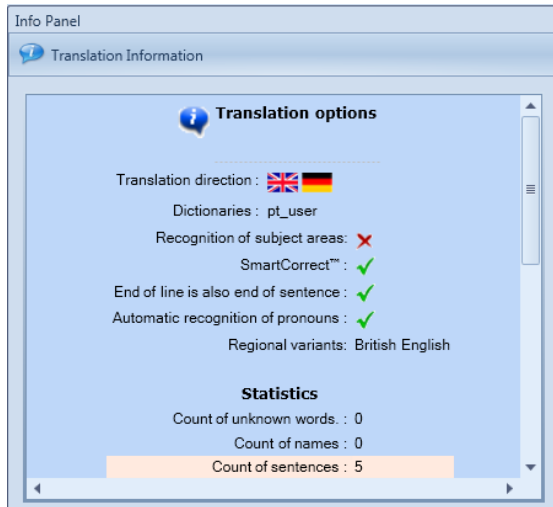 Info Panel
Translation Information
Translation options
Translation direction :
Dictionaries : pt_user
Recognition of subject areas:
SmartCorrect™ :
End of line is also end of sentence :
Automatic recognition of pronouns :
Regional variants: British English
Statistics
Count of unknown words. : 0
Count of names : 0
Count of sentences : 5